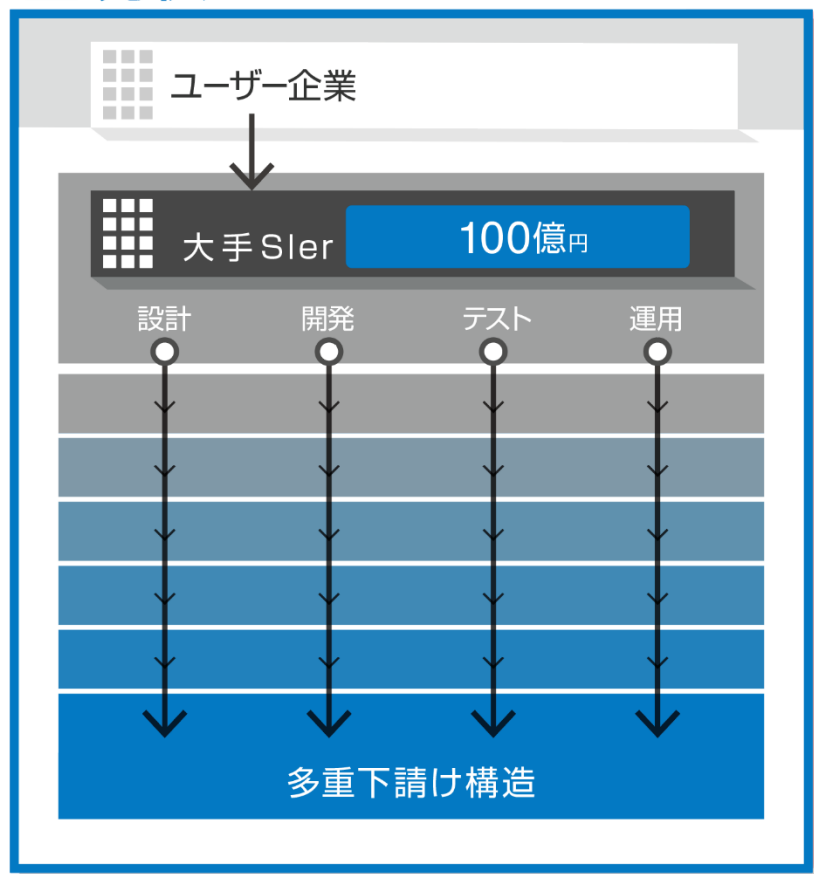 ユーザー企業
大手SIer 100億円
設計 開発 テスト 運用
多重下請け構造